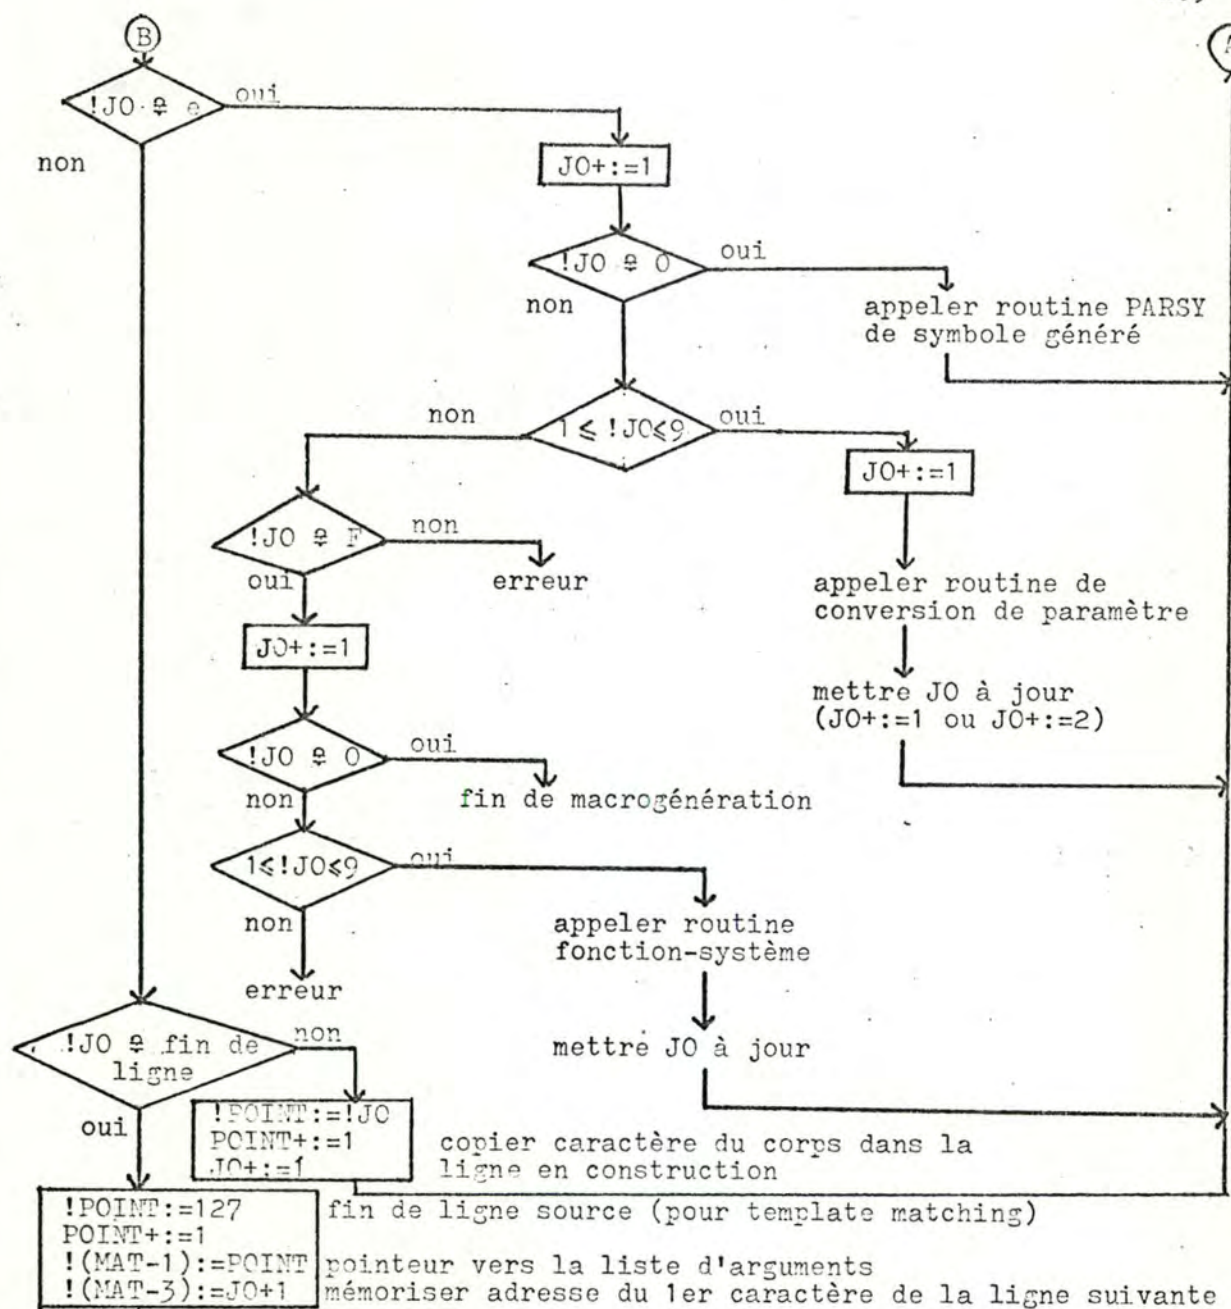 B
A
!JO = e
oui
non
JO+:=1
!JO = 0
oui
non
appeler routine PARSY
de symbole généré
1 ≤ !JO≤9
non
oui
JO+:=1
!JO = F
non
oui
erreur
appeler routine de
conversion de paramètre
JO+:=1
mettre JO à jour
(JO+:=1 ou JO+:=2)
!JO = 0
oui
non
fin de macrogénération
1≤!JO≤9
oui
non
appeler routine
fonction-système
erreur
!JO = fin de
ligne
non
mettre JO à jour
oui
!POINT:=!JO
POINT+:=1
JO+:=1
copier caractère du corps dans la
ligne en construction
!POINT:=127 fin de ligne source (pour template matching)
POINT+:=1
!(MAT-1):=POINT pointeur vers la liste d'arguments
!(MAT-3):=JO+1 mémoriser adresse du 1er caractère de la ligne suivante